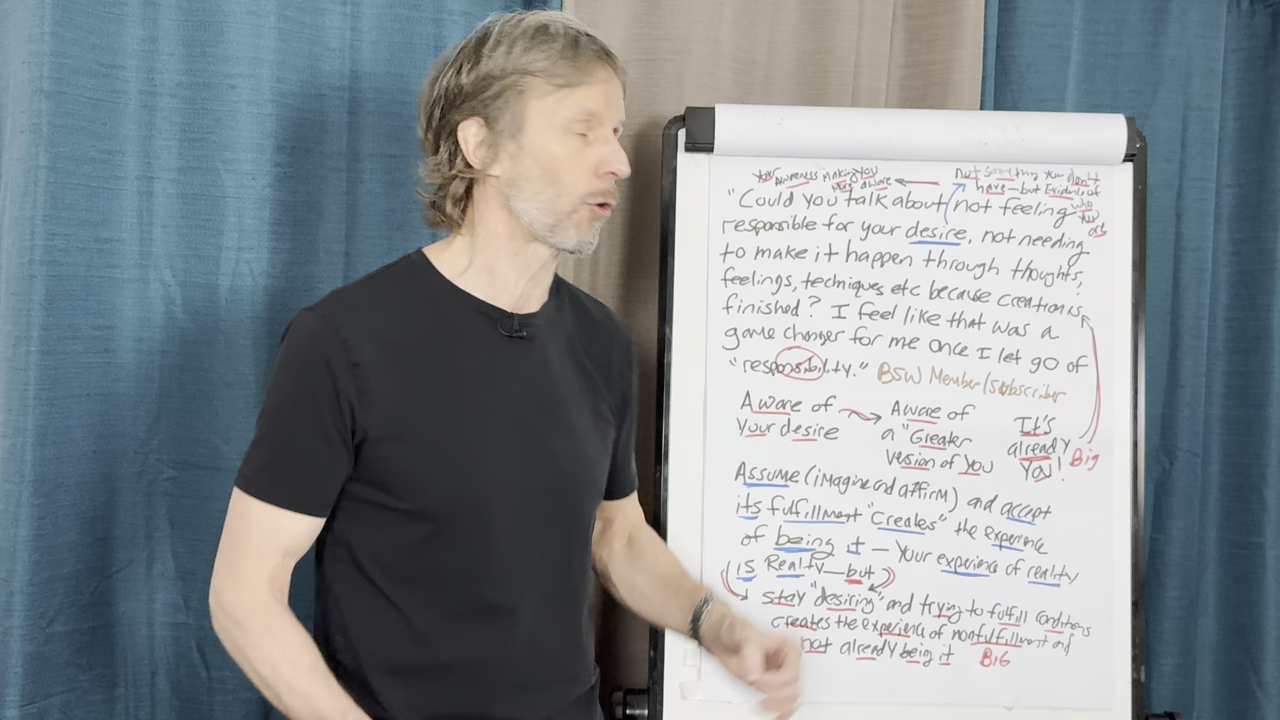 Your Awareness Making You
More aware
Not something you don't
have—but Evidence of
who
you
are
"Could you talk about not feeling
responsible for your desire, not needing
to make it happen through thoughts,
feelings, techniques etc because creation is
finished? I feel like that was a
game changer for me once I let go of
"responsibility." BSW Member/subscriber
Aware of
Your desire
Aware of
a "Greater
version of You
It's
already
You! Big
Assume (imagine and affirm) and accept
its fulfillment "Creates" the experience
of being it — Your experience of reality
is Reality—but
stay "desiring" and trying to fulfill conditions
creates the experience of nonfulfillment and
not already being it BIG